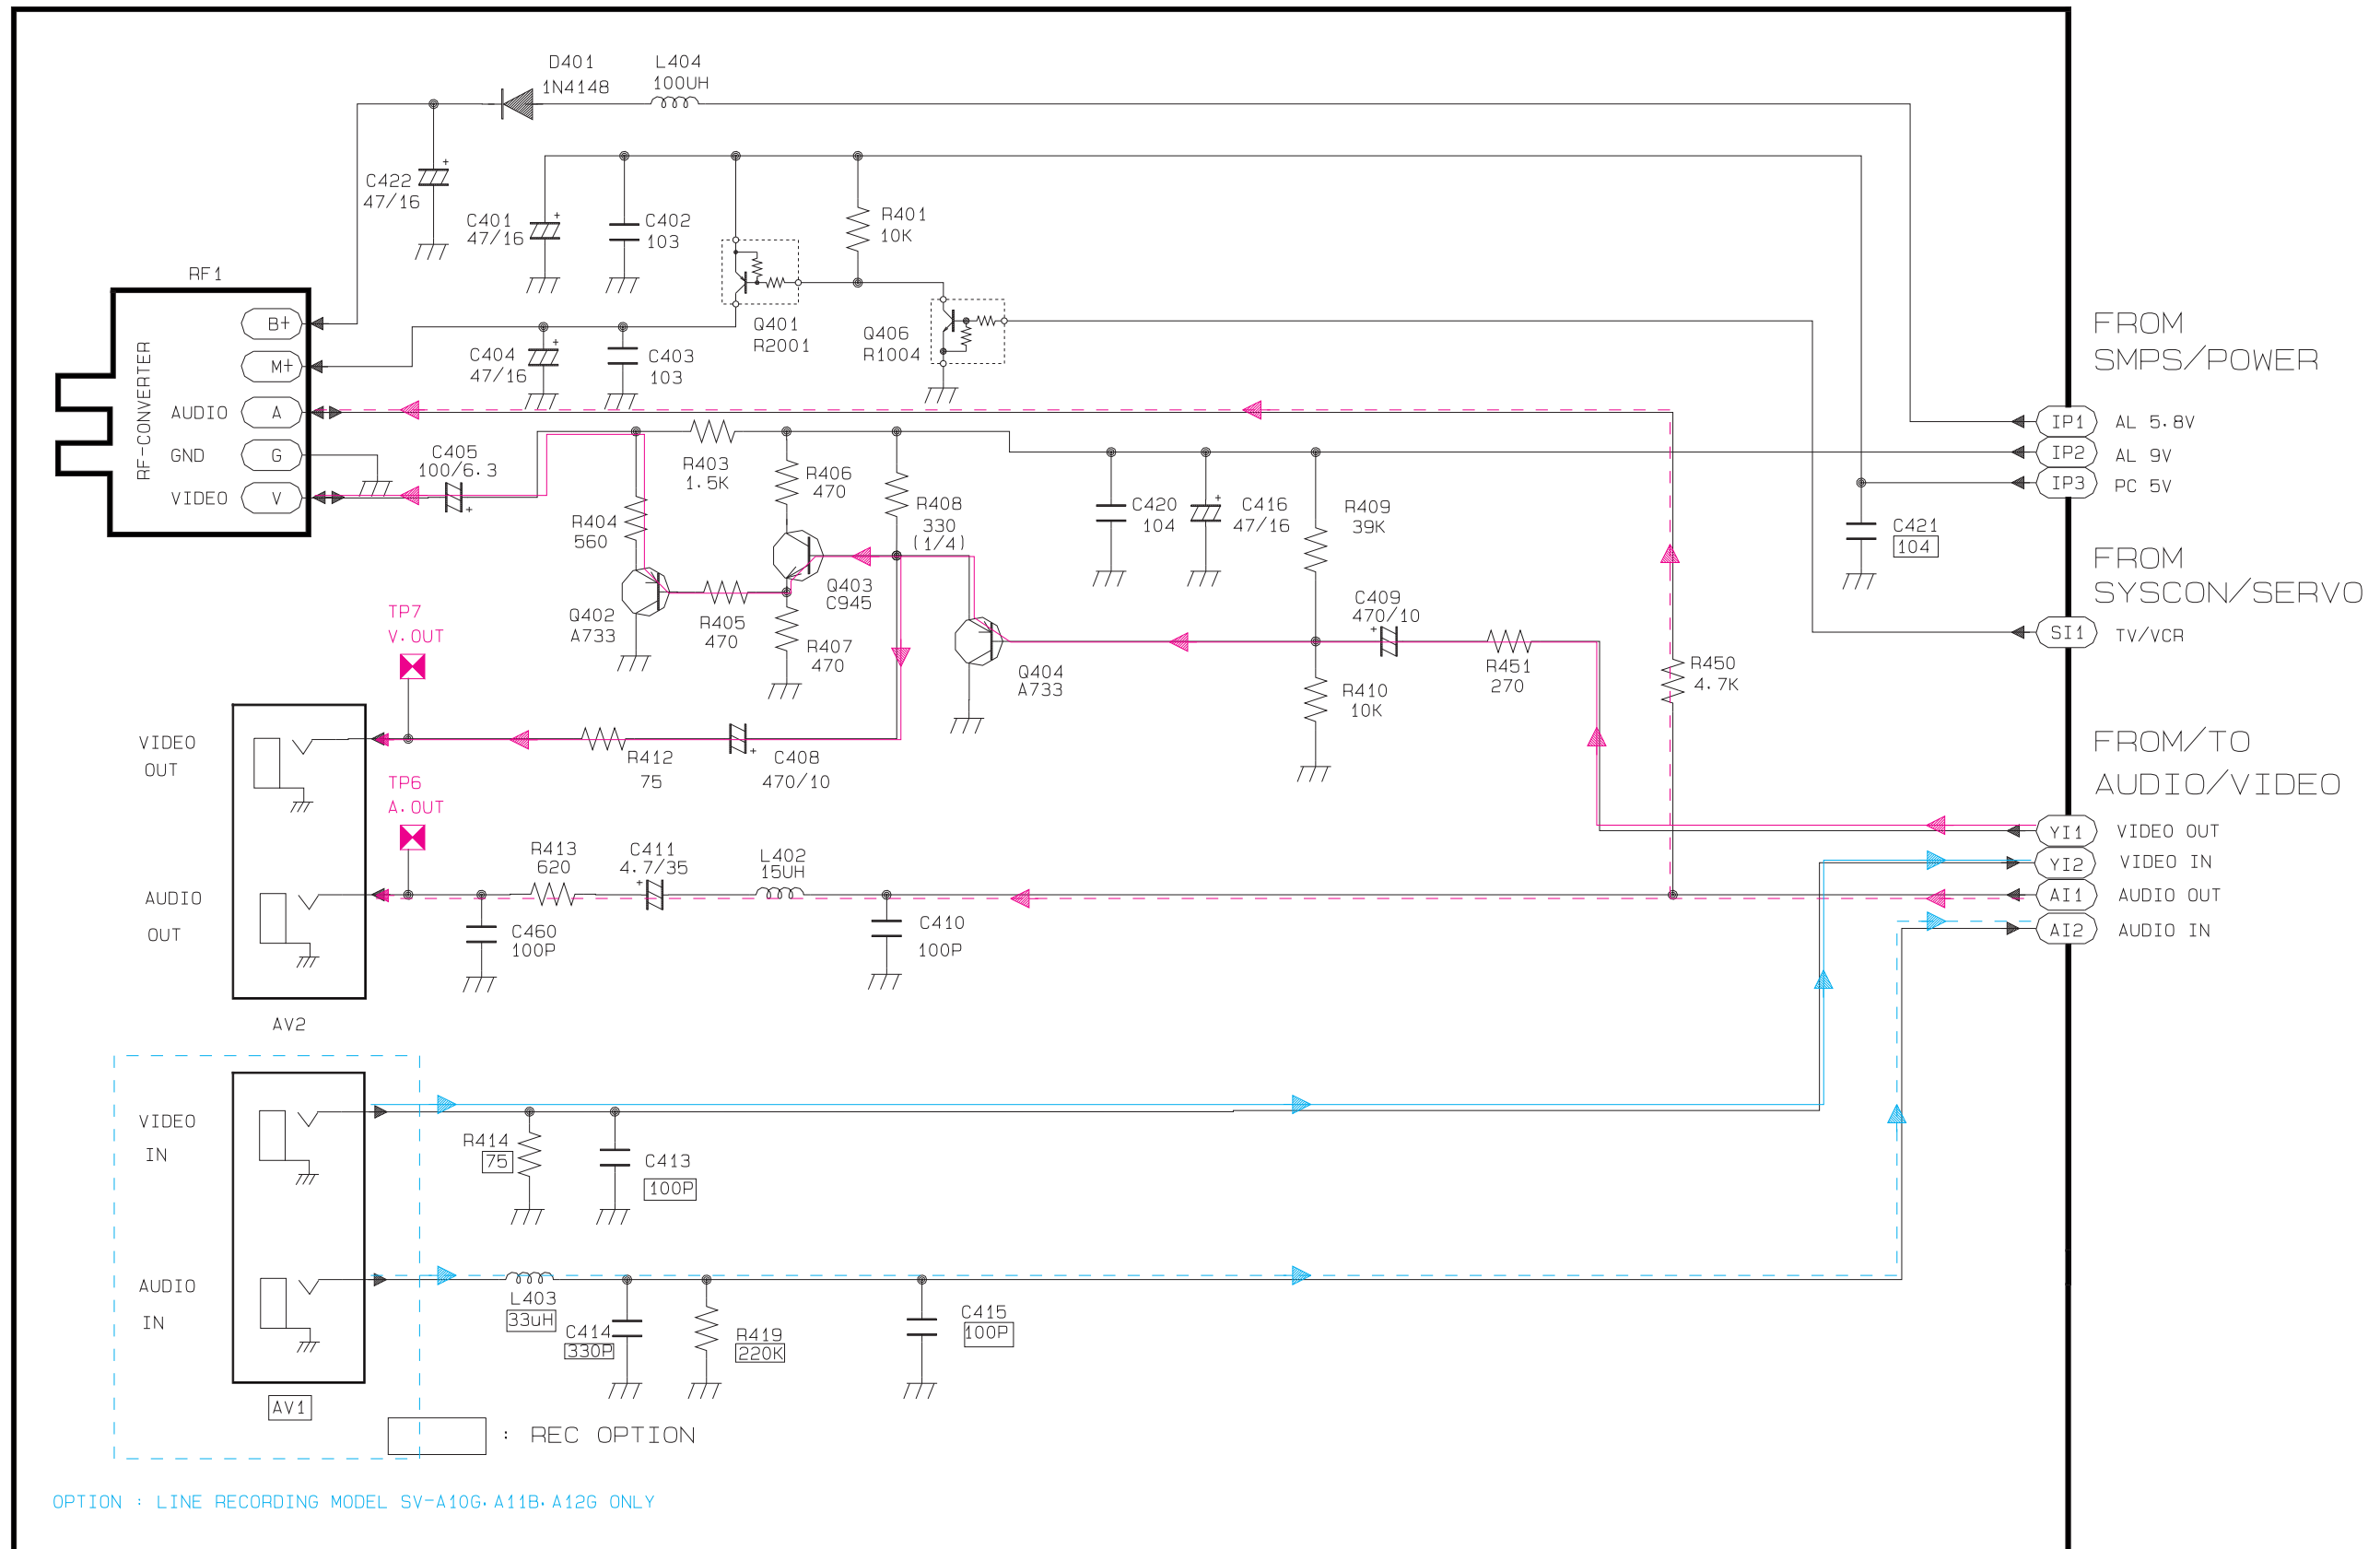 D401
1N4148
L404
100UH
C422
47/16
C401
47/16
C402
103
R401
10K
RF1
RF-CONVERTER
B+
M+
AUDIO
A
GND
G
VIDEO
V
Q401
R2001
Q406
R1004
C404
47/16
C403
103
FROM
SMPS/POWER
IP1
AL 5.8V
IP2
AL 9V
IP3
PC 5V
C405
100/6.3
R403
1.5K
R406
470
R408
330
(1/4)
C420
104
C416
47/16
R409
39K
C421
104
R404
560
Q402
A733
R405
470
Q403
C945
R407
470
FROM
SYSCON/SERVO
SI1
TV/VCR
TP7
V.OUT
Q404
A733
C409
470/10
R451
270
R410
10K
R450
4.7K
VIDEO
OUT
R412
75
C408
470/10
FROM/TO
AUDIO/VIDEO
TP6
A.OUT
YI1
VIDEO OUT
YI2
VIDEO IN
AI1
AUDIO OUT
AI2
AUDIO IN
R413
620
C411
4.7/35
L402
15UH
AUDIO
OUT
C460
100P
C410
100P
AV2
VIDEO
IN
R414
75
C413
100P
AUDIO
IN
L403
33uH
C414
330P
R419
220K
C415
100P
AV1
: REC OPTION
OPTION : LINE RECORDING MODEL SV-A10G, A11B, A12G ONLY